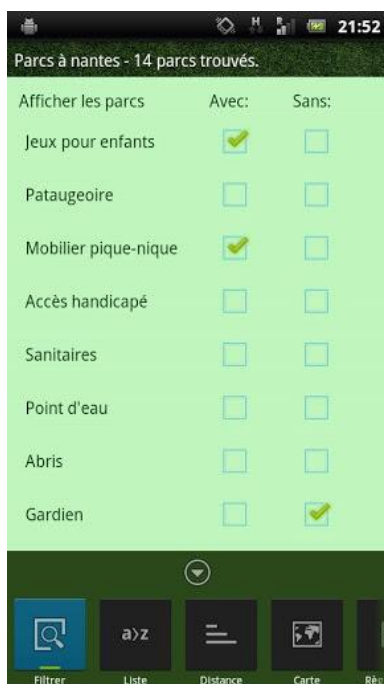 H
21:52
Parcs à nantes - 14 parcs trouvés.
Afficher les parcs Avec: Sans:
Jeux pour enfants
Pataugeoire
Mobilier pique-nique
Accès handicapé
Sanitaires
Point d'eau
Abris
Gardien
a>z
Filtrer Liste Distance Carte Règ